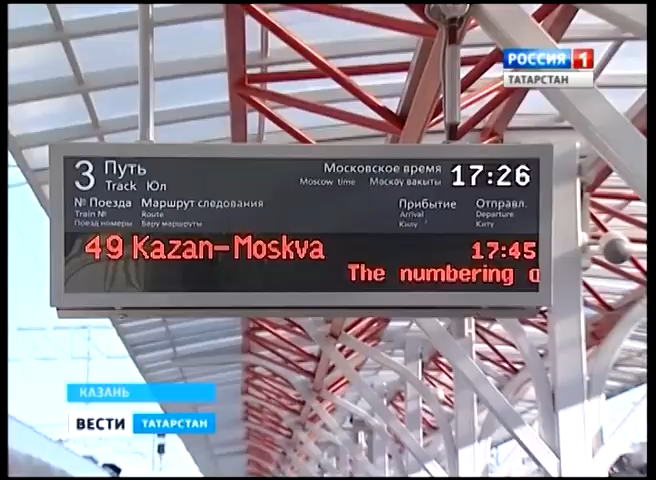 РОССИЯ 1
ТАТАРСТАН
3 Путь
Track Юл
Московское время 17:26
Moscow time Мәскәү вакыты
№ Поезда Маршрут следования Прибытие Отправл.
Train № Route Arrival Departure
Поезд номеры Бару маршруты Килү Китү
49 Kazan-Moskva 17:45
The numbering
КАЗАНЬ
ВЕСТИ ТАТАРСТАН